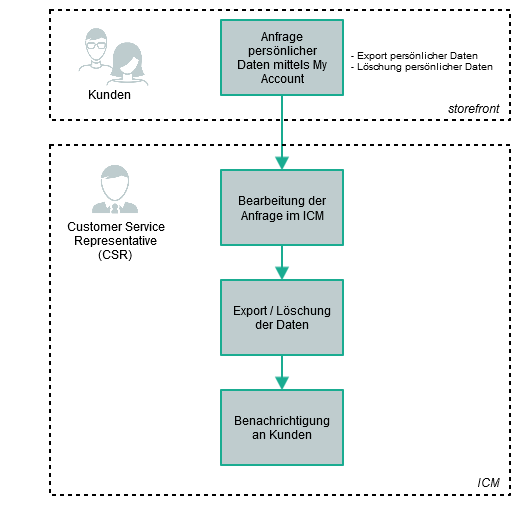 Anfrage
persönlicher
Daten mittels My
Account
- Export persönlicher Daten
- Löschung persönlicher Daten
Kunden
storefront
Customer Service
Representative
(CSR)
Bearbeitung der
Anfrage im ICM
Export / Löschung
der Daten
Benachrichtigung
an Kunden
ICM